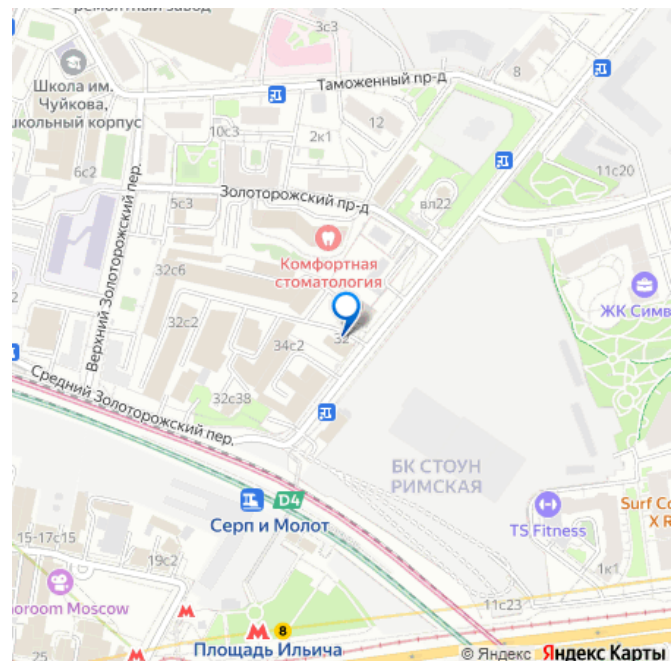 ремонтный завод
3с3
Школа им.
Чуйкова,
школьный корпус
Таможенный пр-д
8
10с3
2к1
12
6с2
11с20
Золоторожский пр-д
5с3
вл22
Верхний Золоторожский пер.
Комфортная
стоматология
32с6
ЖК Симв
32с2
34с2
32
Средний Золоторожский пер.
32с38
БК СТОУН
РИМСКАЯ
D4
Серп и Молот
TS Fitness
Surf Co
X R
15-17с15
19с2
1к1
oroom Moscow
11с23
8
Площадь Ильича
© Яндекс Яндекс Карты